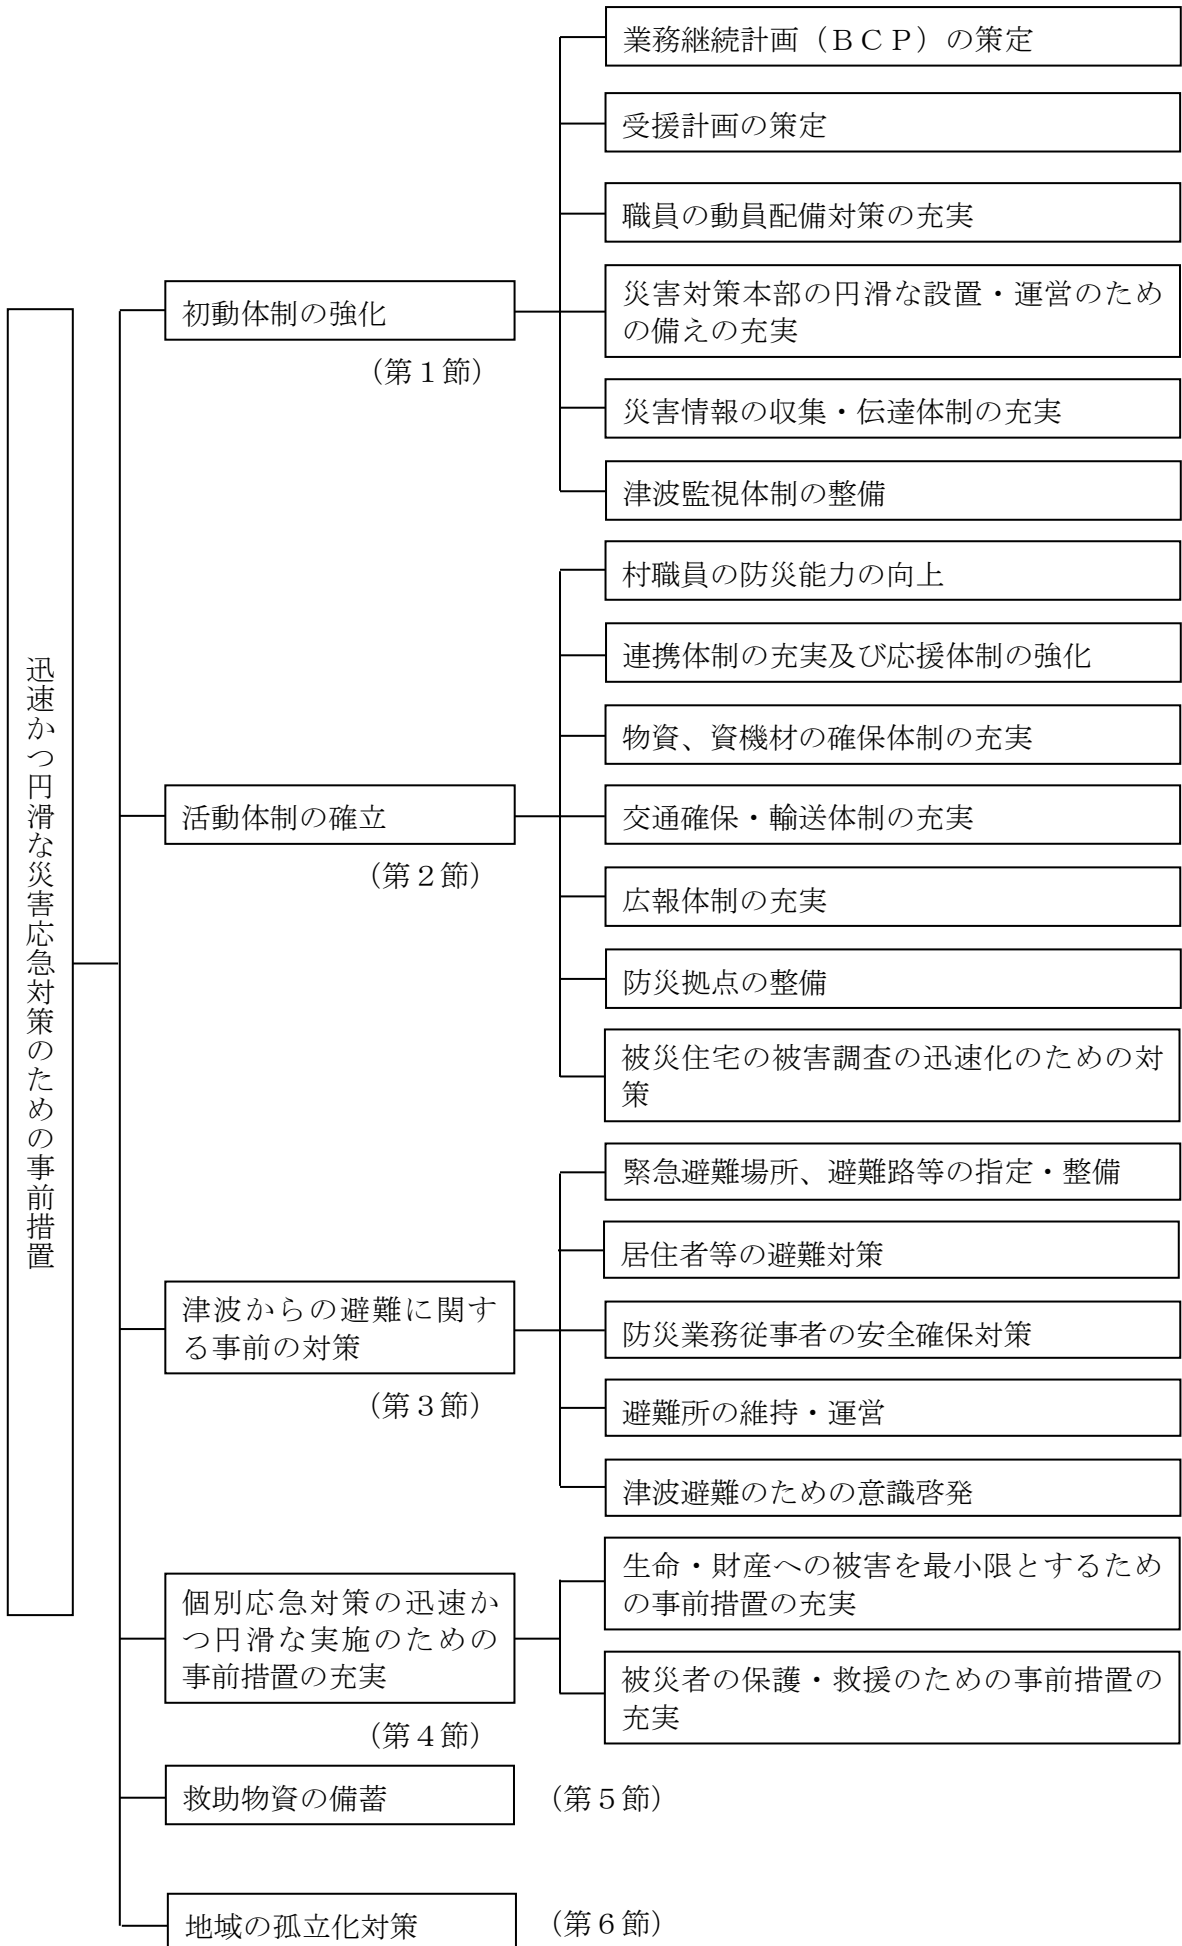 迅速かつ円滑な災害応急対策のための事前措置
初動体制の強化
（第１節）
業務継続計画（ＢＣＰ）の策定
受援計画の策定
職員の動員配備対策の充実
災害対策本部の円滑な設置・運営のため
の備えの充実
災害情報の収集・伝達体制の充実
津波監視体制の整備
活動体制の確立
（第２節）
村職員の防災能力の向上
連携体制の充実及び応援体制の強化
物資、資機材の確保体制の充実
交通確保・輸送体制の充実
広報体制の充実
防災拠点の整備
被災住宅の被害調査の迅速化のための対
策
津波からの避難に関す
る事前の対策
（第３節）
緊急避難場所、避難路等の指定・整備
居住者等の避難対策
防災業務従事者の安全確保対策
避難所の維持・運営
津波避難のための意識啓発
個別応急対策の迅速か
つ円滑な実施のための
事前措置の充実
（第４節）
生命・財産への被害を最小限とするため
の事前措置の充実
被災者の保護・救援のための事前措置の
充実
救助物資の備蓄
（第５節）
地域の孤立化対策
（第６節）